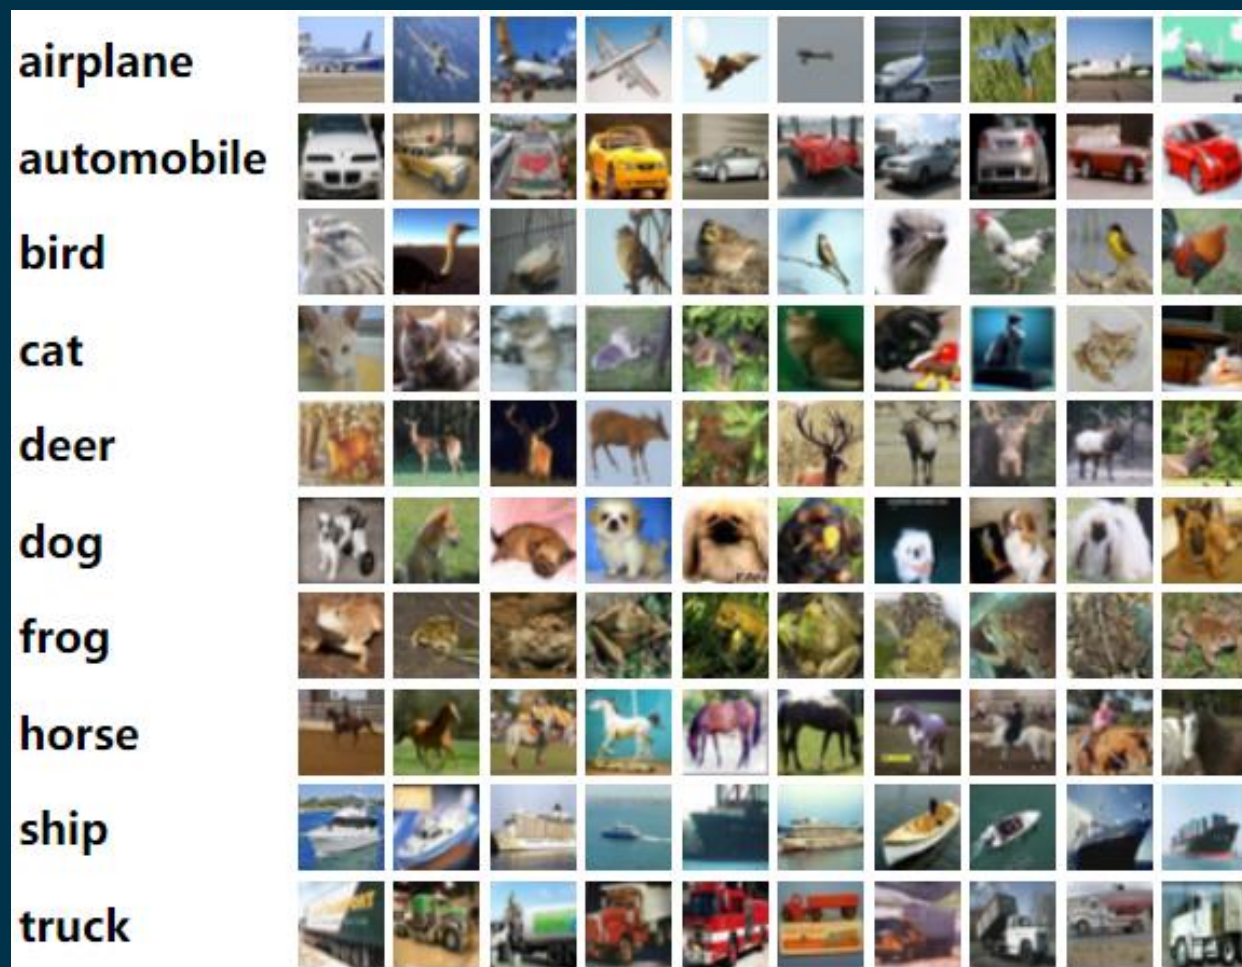 airplane
automobile
bird
cat
deer
dog
frog
horse
ship
truck